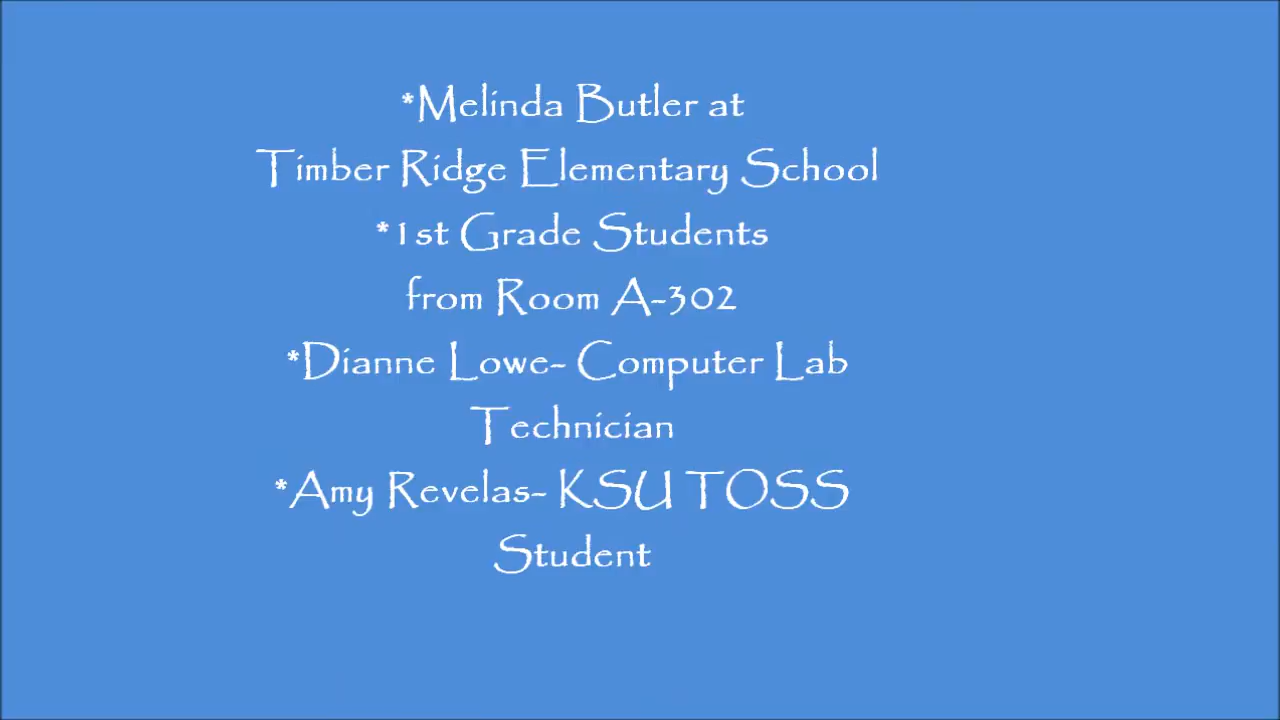 *Melinda Butler at
Timber Ridge Elementary School
*1st Grade Students
from Room A-302
*Dianne Lowe- Computer Lab
Technician
*Amy Revelas- KSU TOSS
Student